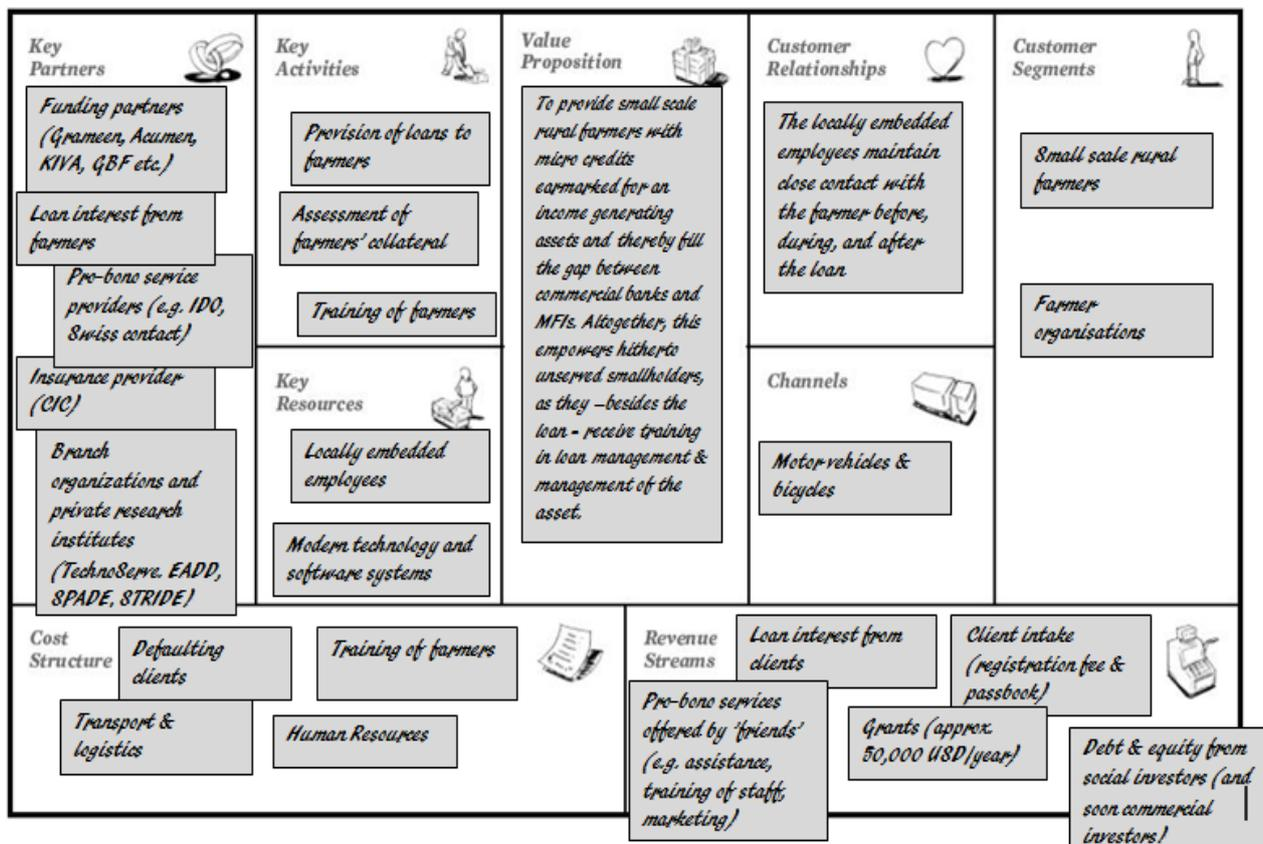 Key
Partners
Funding partners
(Grameen, Acumen,
KIVA, GBF etc.)
Loan interest from
farmers
Pro-bono service
providers (e.g. IDO,
Swiss contact)
Insurance provider
(CIC)
Branch
organizations and
private research
institutes
(TechnoServe. EADD,
SPADE, STRIDE)
Key
Activities
Provision of loans to
farmers
Assessment of
farmers' collateral
Training of farmers
Key
Resources
Locally embedded
employees
Modern technology and
software systems
Value
Proposition
To provide small scale
rural farmers with
micro credits
earmarked for an
income generating
assets and thereby fill
the gap between
commercial banks and
MFIs. Altogether, this
empowers hitherto
unserved smallholders,
as they –besides the
loan - receive training
in loan management &
management of the
asset.
Customer
Relationships
The locally embedded
employees maintain
close contact with
the farmer before,
during, and after
the loan
Channels
Motor vehicles &
bicycles
Customer
Segments
Small scale rural
farmers
Farmer
organisations
Cost
Structure
Defaulting
clients
Training of farmers
Transport &
logistics
Human Resources
Revenue
Streams
Loan interest from
clients
Client intake
(registration fee &
passbook)
Pro-bono services
offered by 'friends'
(e.g. assistance,
training of staff,
marketing)
Grants (approx.
50,000 USD/year)
Debt & equity from
social investors (and
soon commercial
investors)